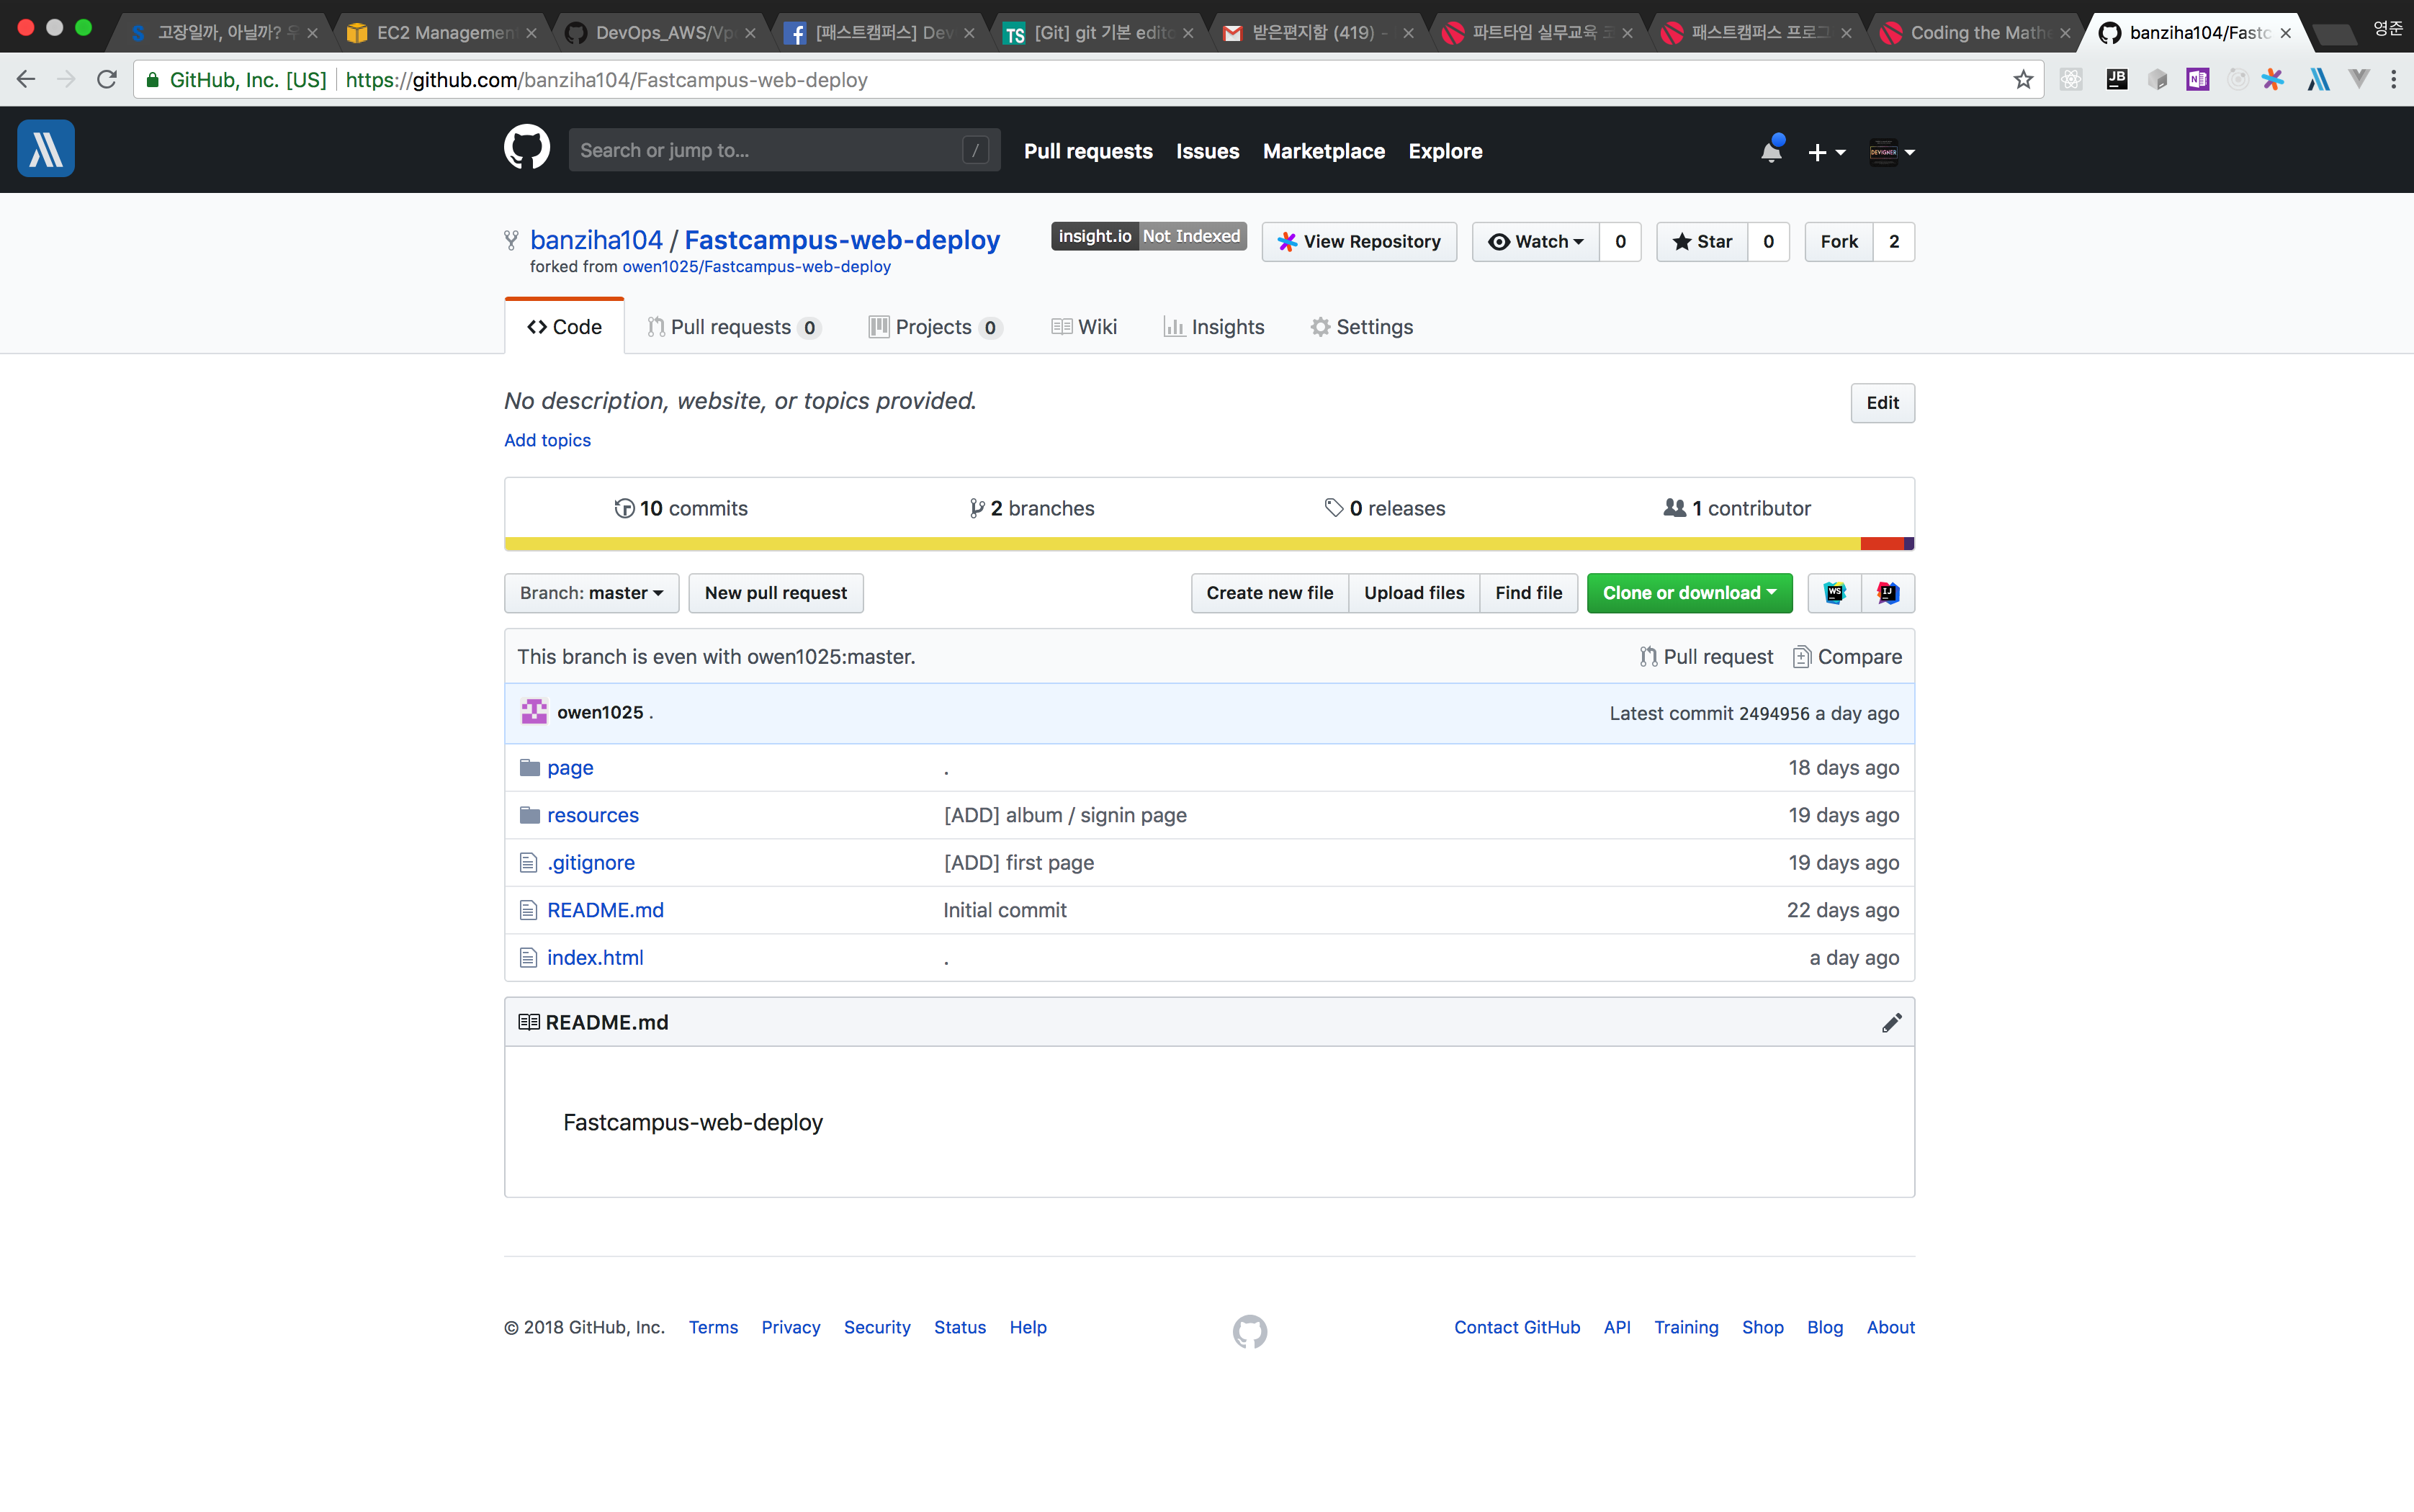 고장일까, 아닐까? 우
EC2 Managemen
DevOps_AWS/Vp
[패스트캠퍼스] Dev
[Git] git 기본 edito
받은편지함 (419) -
파트타임 실무교육
패스트캠퍼스 프로그
Coding the Mathe
banziha104/Fastc
영준
GitHub, Inc. [US] https://github.com/banziha104/Fastcampus-web-deploy
Search or jump to... /
Pull requests Issues Marketplace Explore
banziha104 / Fastcampus-web-deploy
insight.io Not Indexed View Repository Watch 0 Star 0 Fork 2
forked from owen1025/Fastcampus-web-deploy
Code Pull requests 0 Projects 0 Wiki Insights Settings
No description, website, or topics provided. Edit
Add topics
10 commits 2 branches 0 releases 1 contributor
Branch: master New pull request Create new file Upload files Find file Clone or download WS IJ
This branch is even with owen1025:master. Pull request Compare
owen1025 . Latest commit 2494956 a day ago
page . 18 days ago
resources [ADD] album / signin page 19 days ago
.gitignore [ADD] first page 19 days ago
README.md Initial commit 22 days ago
index.html . a day ago
README.md
Fastcampus-web-deploy
© 2018 GitHub, Inc. Terms Privacy Security Status Help Contact GitHub API Training Shop Blog About